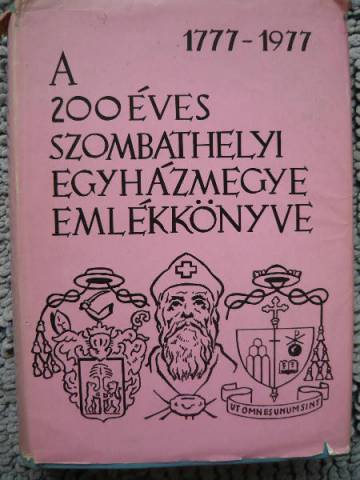 1777-1977
A
200 ÉVES
SZOMBATHELYI
EGYHÁZMEGYE
EMLÉKKÖNYVE
UT OMNES UNUM SINT